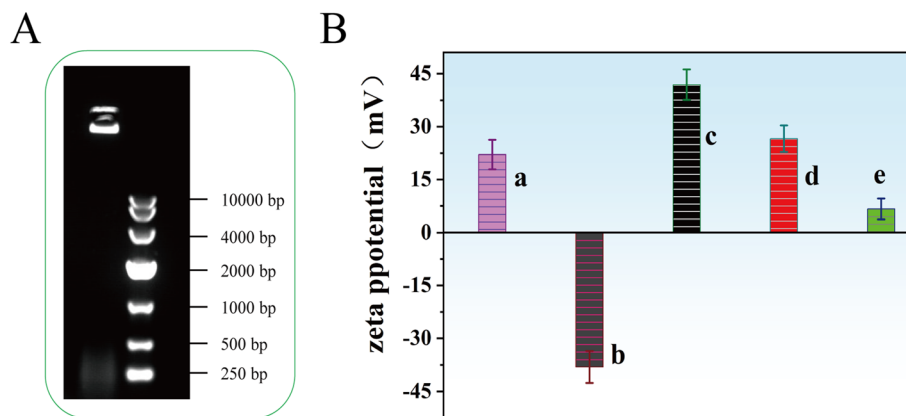 A
10000 bp
4000 bp
2000 bp
1000 bp
500 bp
250 bp
B
zeta ppotential（mV）
45
30
15
0
-15
-30
-45
a
b
c
d
e